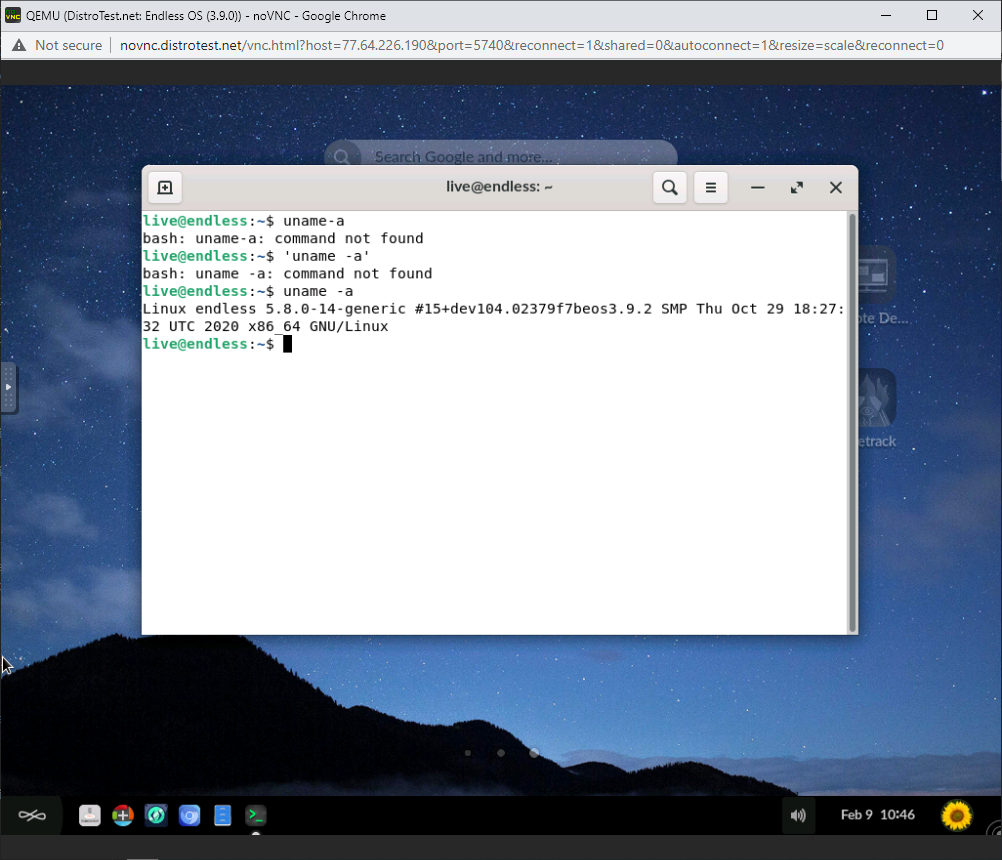 QEMU (DistroTest.net: Endless OS (3.9.0)) - noVNC - Google Chrome
Not secure | novnc.distrotest.net/vnc.html?host=77.64.226.190&port=5740&reconnect=1&shared=0&autoconnect=1&resize=scale&reconnect=0
Search Google and more...
live@endless: ~
live@endless:~$ uname-a
bash: uname-a: command not found
live@endless:~$ 'uname -a'
bash: uname -a: command not found
live@endless:~$ uname -a
Linux endless 5.8.0-14-generic #15+dev104.02379f7beos3.9.2 SMP Thu Oct 29 18:27:
32 UTC 2020 x86_64 GNU/Linux
live@endless:~$
ote De...
etrack
Feb 9 10:46